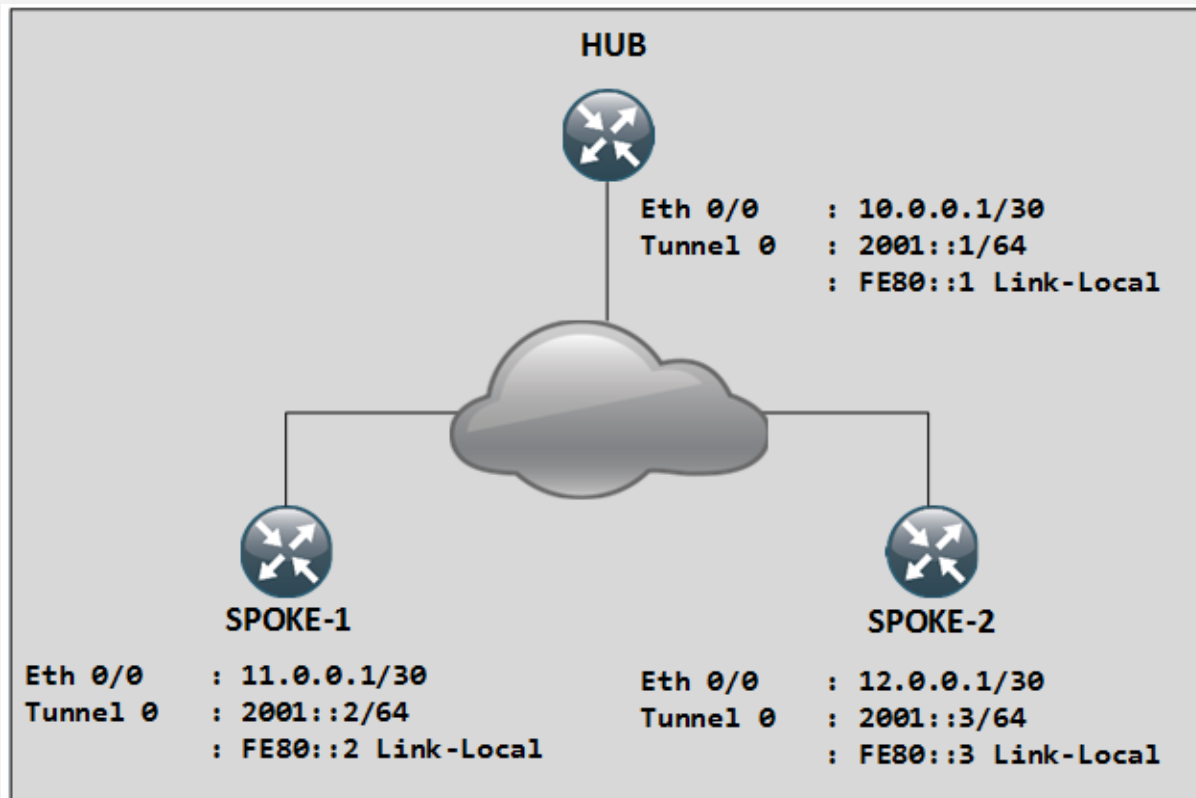 HUB
Eth 0/0 : 10.0.0.1/30
Tunnel 0 : 2001::1/64
: FE80::1 Link-Local
SPOKE-1
Eth 0/0 : 11.0.0.1/30
Tunnel 0 : 2001::2/64
: FE80::2 Link-Local
SPOKE-2
Eth 0/0 : 12.0.0.1/30
Tunnel 0 : 2001::3/64
: FE80::3 Link-Local